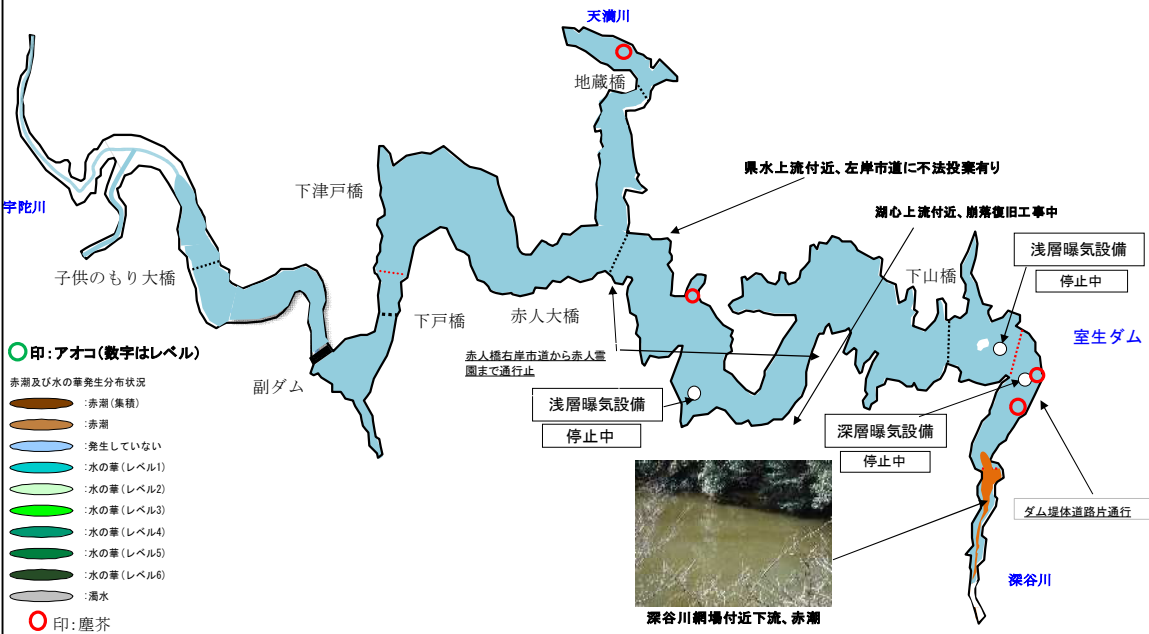 天満川
地蔵橋
県水上流付近、左岸市道に不法投棄有り
下津戸橋
宇陀川
湖心上流付近、崩落復旧工事中
浅層曝気設備
停止中
子供のもり大橋
下山橋
下戸橋
赤人大橋
室生ダム
赤人橋右岸市道から赤人霊
園まで通行止
副ダム
浅層曝気設備
停止中
深層曝気設備
停止中
ダム堤体道路片通行
深谷川
深谷川網場付近下流、赤潮
印:アオコ(数字はレベル)
赤潮及び水の華発生分布状況
:赤潮(集積)
:赤潮
:発生していない
:水の華(レベル1)
:水の華(レベル2)
:水の華(レベル3)
:水の華(レベル4)
:水の華(レベル5)
:水の華(レベル6)
:濁水
印:塵芥